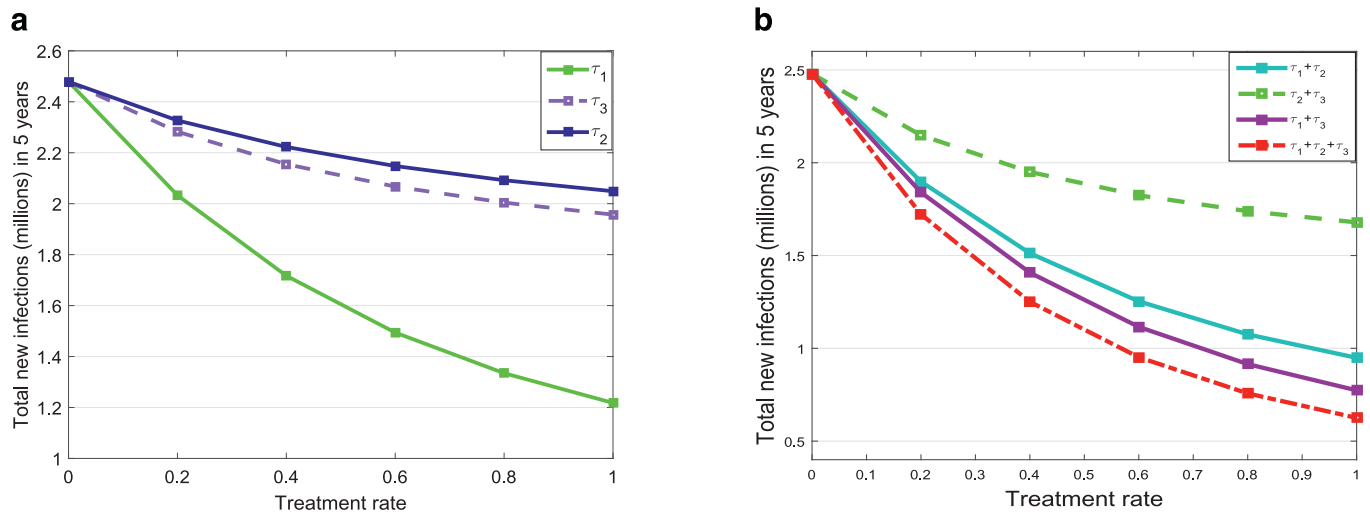 a
Total new infections (millions) in 5 years
2.6
2.4
2.2
2
1.8
1.6
1.4
1.2
1
0 0.2 0.4 0.6 0.8 1
Treatment rate
τ1
τ3
τ2
b
Total new infections (millions) in 5 years
2.5
2
1.5
1
0.5
0 0.1 0.2 0.3 0.4 0.5 0.6 0.7 0.8 0.9 1
Treatment rate
τ1+τ2
τ2+τ3
τ1+τ3
τ1+τ2+τ3